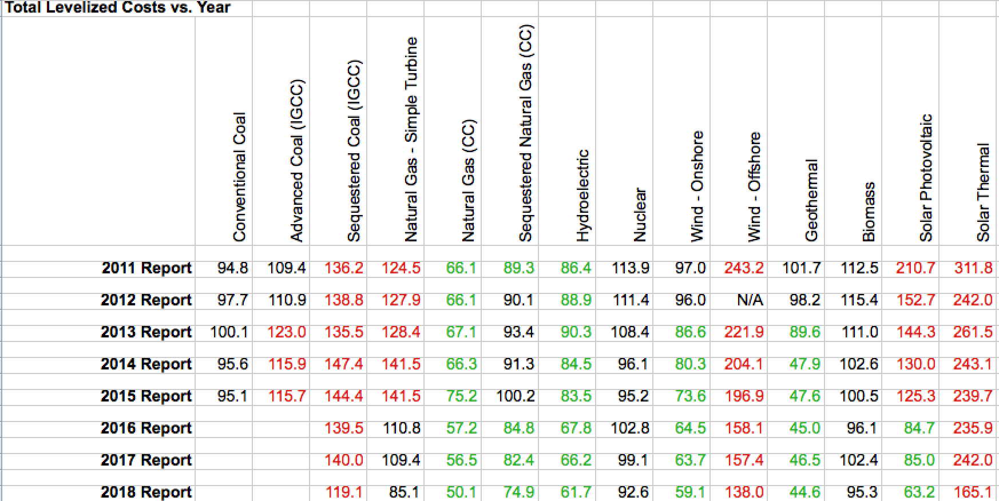 Total Levelized Costs vs. Year
Conventional Coal
Advanced Coal (IGCC)
Sequestered Coal (IGCC)
Natural Gas - Simple Turbine
Natural Gas (CC)
Sequestered Natural Gas (CC)
Hydroelectric
Nuclear
Wind - Onshore
Wind - Offshore
Geothermal
Biomass
Solar Photovoltaic
Solar Thermal
2011 Report 94.8 109.4 136.2 124.5 66.1 89.3 86.4 113.9 97.0 243.2 101.7 112.5 210.7 311.8
2012 Report 97.7 110.9 138.8 127.9 66.1 90.1 88.9 111.4 96.0 N/A 98.2 115.4 152.7 242.0
2013 Report 100.1 123.0 135.5 128.4 67.1 93.4 90.3 108.4 86.6 221.9 89.6 111.0 144.3 261.5
2014 Report 95.6 115.9 147.4 141.5 66.3 91.3 84.5 96.1 80.3 204.1 47.9 102.6 130.0 243.1
2015 Report 95.1 115.7 144.4 141.5 75.2 100.2 83.5 95.2 73.6 196.9 47.6 100.5 125.3 239.7
2016 Report 139.5 110.8 57.2 84.8 67.8 102.8 64.5 158.1 45.0 96.1 84.7 235.9
2017 Report 140.0 109.4 56.5 82.4 66.2 99.1 63.7 157.4 46.5 102.4 85.0 242.0
2018 Report 119.1 85.1 50.1 74.9 61.7 92.6 59.1 138.0 44.6 95.3 63.2 165.1